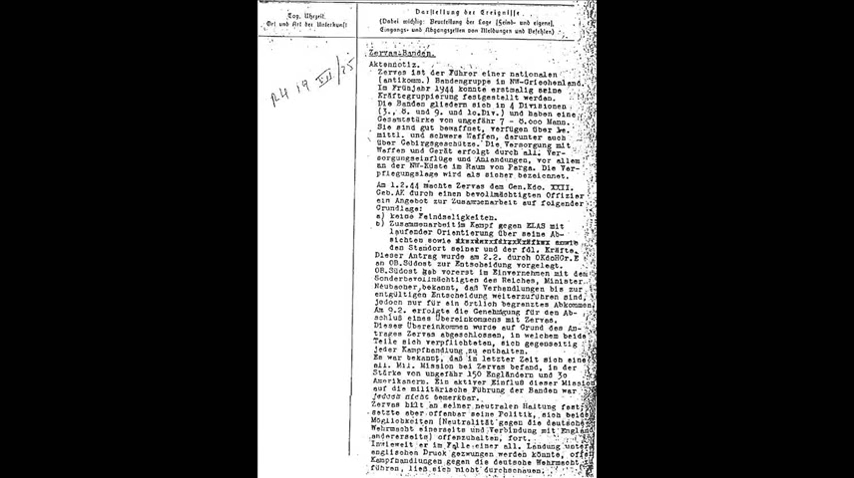 Tag, Uhrzeit.
Ort und Art der Unterkunft
Darstellung der Ereignisse
(Dabei wichtig: Beurteilung der Lage [Feind- und eigene],
Eingangs- und Abgangszeiten von Meldungen und Befehlen)
Zervas-Banden.
Aktennotiz.
Zervas ist der Führer einer nationalen
(antikomm.) Bandengruppe in NW-Griechenland.
Im Frühjahr 1944 konnte erstmalig seine
Kräftegruppierung festgestellt werden.
Die Banden gliedern sich in 4 Divisionen
(3., 8. und 9. und 10.Div.) und haben eine
Gesamtstärke von ungefähr 7 - 8.000 Mann.
Sie sind gut bewaffnet, verfügen über le.
mittl. und schwere Waffen, darunter auch
über Gebirgsgeschütze. Die Versorgung mit
Waffen und Gerät erfolgt durch all. Ver-
sorgungseinflüge und Anlandungen, vor allem
an der NW-Küste im Raum von Parga. Die Ver-
pflegungslage wird als sicher bezeichnet.
Am 1.2.44 machte Zervas dem Gen.Kdo. XXII.
Geb.AK durch einen bevollmächtigten Offizier
ein Angebot zur Zusammenarbeit auf folgender
Grundlage:
a) keine Feindseligkeiten.
b) Zusammenarbeit im Kampf gegen ELAS mit
laufender Orientierung über seine Ab-
sichten sowie
den Standort seiner und der fdl. Kräfte.
Dieser Antrag wurde am 2.2. durch OKdoHGr.E
an OB.Südost zur Entscheidung vorgelegt.
OB.Südost gab vorerst im Einvernehmen mit dem
Sonderbevollmächtigten des Reiches, Minister
Neubacher, bekannt, daß Verhandlungen bis zur
entgültigen Entscheidung weiterzuführen sind,
jedoch nur für ein örtlich begrenztes Abkommen.
Am 9.2. erfolgte die Genehmigung für den Ab-
schluß eines Übereinkommens mit Zervas.
Dieses Übereinkommen wurde auf Grund des An-
trages Zervas abgeschlossen, in welchem beide
Teile sich verpflichteten, sich gegenseitig
jeder Kampfhandlung zu enthalten.
Es war bekannt, daß in letzter Zeit sich eine
all. Mil. Mission bei Zervas befand, in der
Stärke von ungefähr 150 Engländern und 30
Amerikanern. Ein aktiver Einfluß dieser Mission
auf die militärische Führung der Banden war
jedoch nicht bemerkbar.
Zervas hilt an seiner neutralen Haltung fest,
setzte aber offenbar seine Politik, sich beide
Möglichkeiten (Neutralität gegen die deutsche
Wehrmacht einerseits und Verbindung mit England
andererseits) offenzuhalten, fort.
Inwieweit er im Falle einer all. Landung unter
englischen Druck gezwungen werden könnte, offen
Kampfhandlungen gegen die deutsche Wehrmacht zu
führen, ließ sich nicht durchschauen.